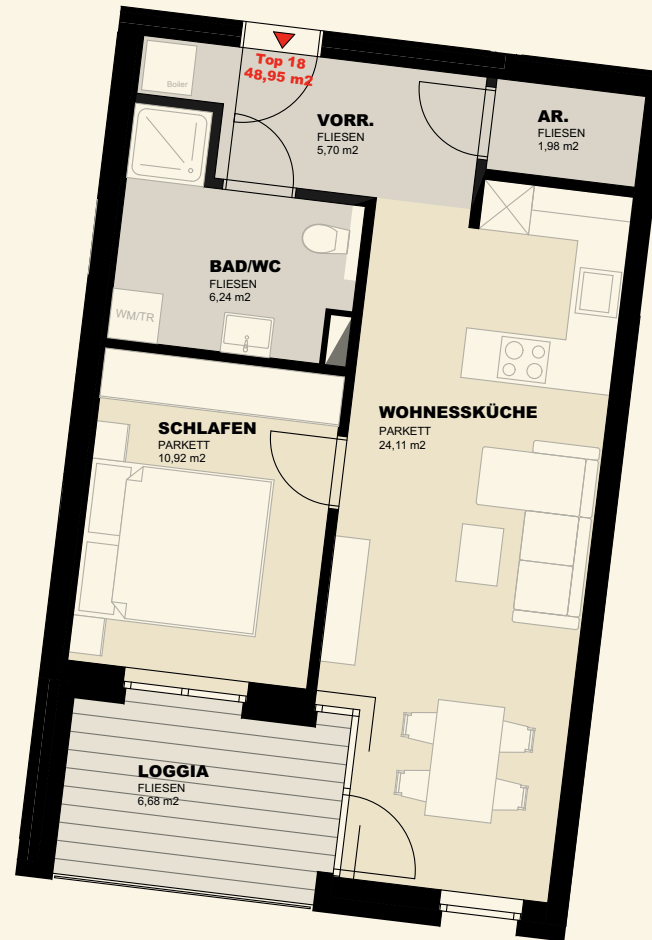 Boiler
Top 18
48,95 m2
VORR.
FLIESEN
5,70 m2
AR.
FLIESEN
1,98 m2
BAD/WC
FLIESEN
6,24 m2
WM/TR
SCHLAFEN
PARKETT
10,92 m2
WOHNESSKÜCHE
PARKETT
24,11 m2
LOGGIA
FLIESEN
6,68 m2